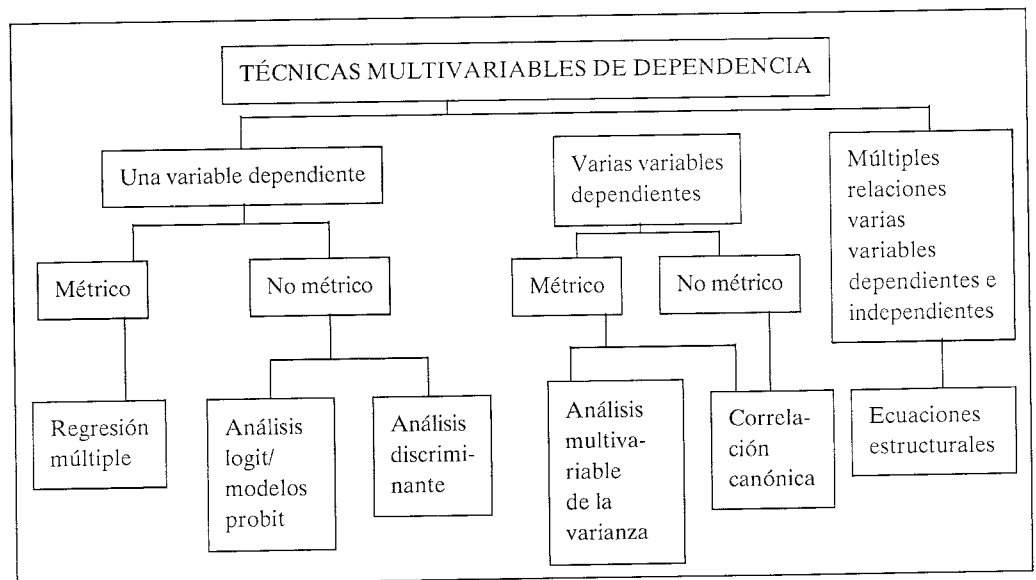 TÉCNICAS MULTIVARIABLES DE DEPENDENCIA
Una variable dependiente
Varias variables
dependientes
Múltiples
relaciones
varias
variables
dependientes e
independientes
Métrico
No métrico
Métrico
No métrico
Regresión
múltiple
Análisis
logit/
modelos
probit
Análisis
discrimi-
nante
Análisis
multiva-
riable
de la
varianza
Correla-
ción
canónica
Ecuaciones
estructurales